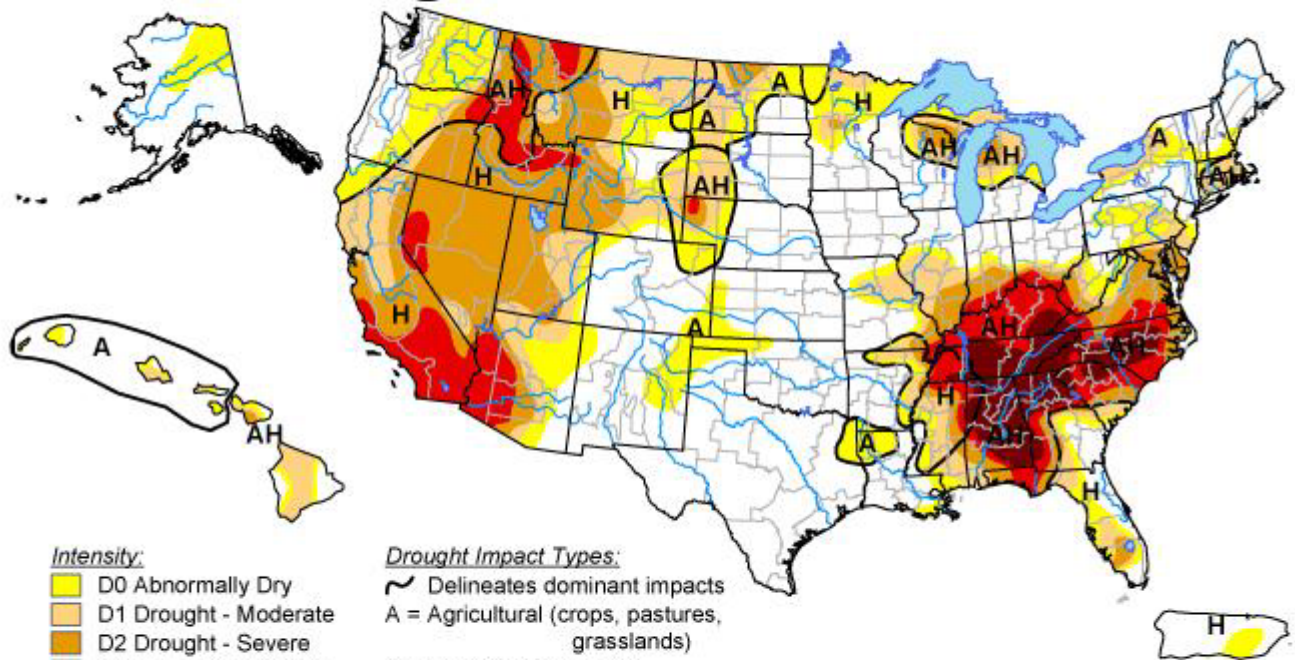 A
AH
H
H
A
A
AH
AH
H
AH
AH
H
A
AH
AH
A
H
AH
AH
A
H
Intensity:
D0 Abnormally Dry
D1 Drought - Moderate
D2 Drought - Severe
Drought Impact Types:
Delineates dominant impacts
A = Agricultural (crops, pastures,
grasslands)
H